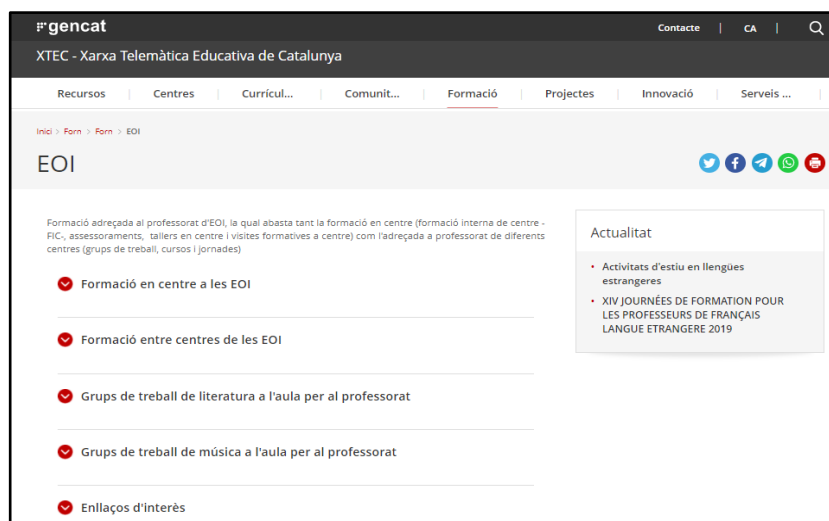 gencat
Contacte | CA |
XTEC - Xarxa Telemàtica Educativa de Catalunya
Recursos | Centres | Currícul... | Comunit... | Formació | Projectes | Innovació | Serveis ... |
Inici > Form > Form > EOI
EOI
Formació adreçada al professorat d'EOI, la qual abasta tant la formació en centre (formació interna de centre -
FIC-, assessoraments, tallers en centre i visites formatives a centre) com l'adreçada a professorat de diferents
centres (grups de treball, cursos i jornades)
Formació en centre a les EOI
Formació entre centres de les EOI
Grups de treball de literatura a l'aula per al professorat
Grups de treball de música a l'aula per al professorat
Enllaços d'interès
Actualitat
• Activitats d'estiu en llengües
estrangeres
• XIV JOURNÉES DE FORMATION POUR
LES PROFESSEURS DE FRANÇAIS
LANGUE ETRANGERE 2019